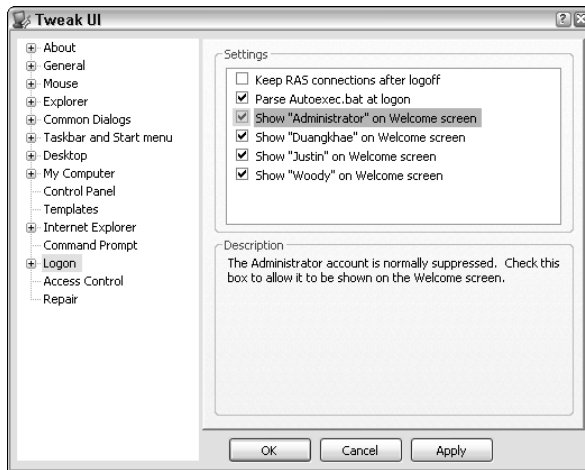 Tweak UI
About
General
Mouse
Explorer
Common Dialogs
Taskbar and Start menu
Desktop
My Computer
Control Panel
Templates
Internet Explorer
Command Prompt
Logon
Access Control
Repair
Settings
Keep RAS connections after logoff
Parse Autoexec.bat at logon
Show "Administrator" on Welcome screen
Show "Duangkhae" on Welcome screen
Show "Justin" on Welcome screen
Show "Woody" on Welcome screen
Description
The Administrator account is normally suppressed. Check this
box to allow it to be shown on the Welcome screen.
OK
Cancel
Apply